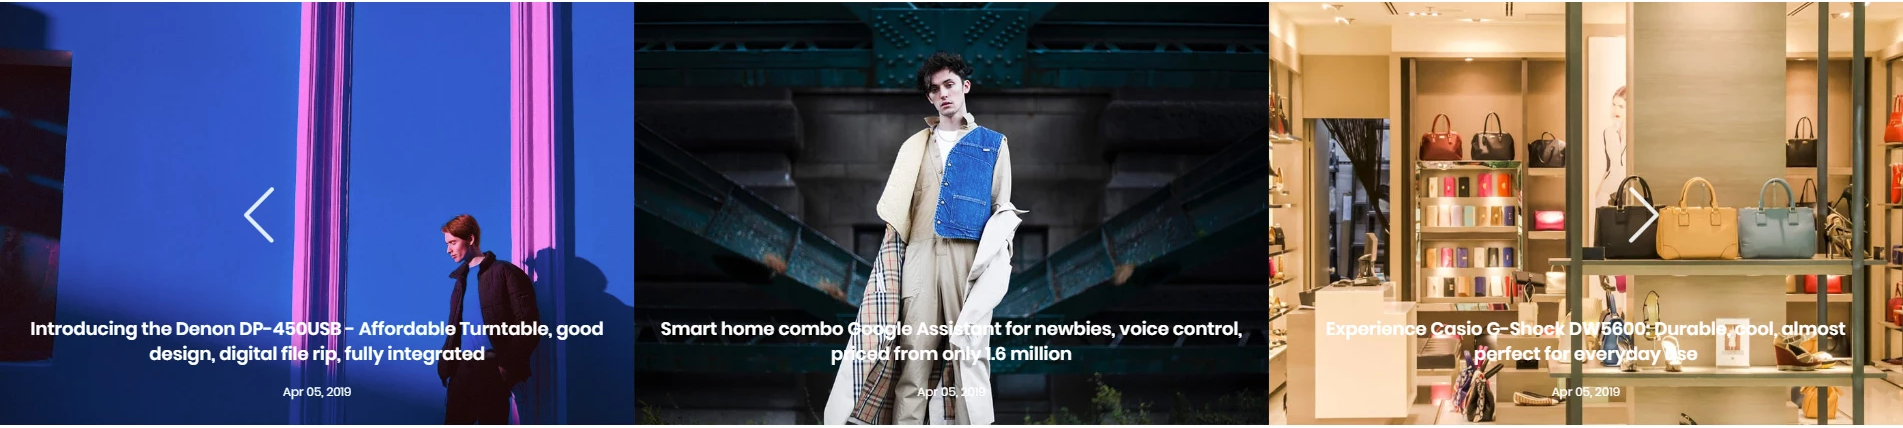 Introducing the Denon DP-450USB - Affordable Turntable, good
design, digital file rip, fully integrated
Apr 05, 2019
Smart home combo Google Assistant for newbies, voice control,
priced from only 1.6 million
Apr 05, 2019
Experience Casio G-Shock DW5600: Durable, cool, almost
perfect for everyday use
Apr 05, 2019